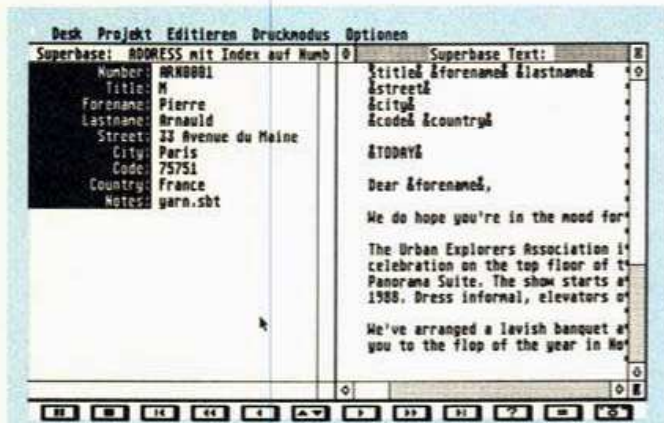 Desk Projekt Editieren Druckmodus Optionen
Superbase: ADDRESS mit Index auf Numb
Superbase Text:
Number: ARN0001
Title: M
Forename: Pierre
Lastname: Arnauld
Street: 33 Avenue du Maine
City: Paris
Code: 75751
Country: France
Notes: yarn.sbt
&title& &forename& &lastname&
&street&
&city&
&code& &country&
&TODAY&
Dear &forename&,
We do hope you're in the mood for
The Urban Explorers Association i
celebration on the top floor of t
Panorama Suite. The show starts a
1988. Dress informal, elevators o
We've arranged a lavish banquet a
you to the flop of the year in No